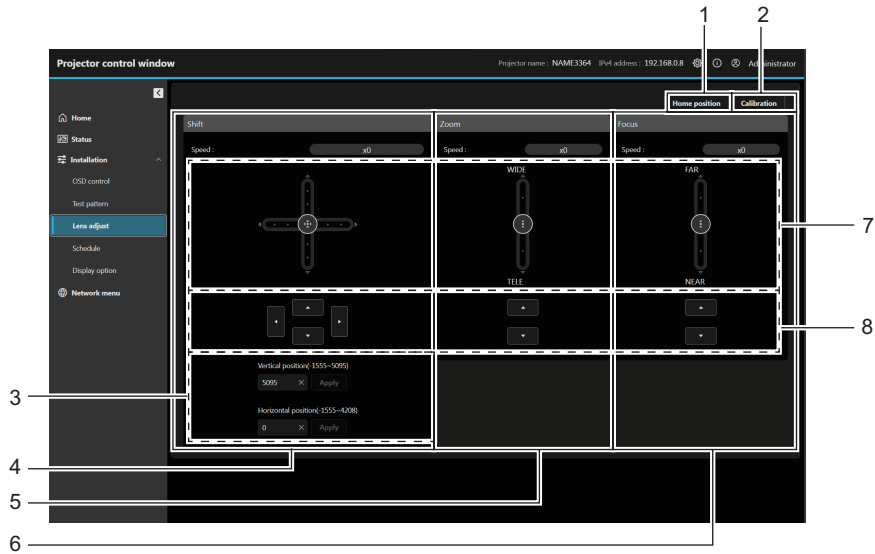 1 2
Projector control window
Projector name : NAME3364 IPv4 address : 192.168.0.8 Administrator
Home position Calibration
Home
Status
Installation
OSD control
Test pattern
Lens adjust
Schedule
Display option
Network menu
Shift Zoom Focus
Speed : x0 Speed : x0 Speed : x0
WIDE FAR
7
TELE NEAR
8
Vertical position(-1555~5095)
5095 × Apply
3
Horizontal position(-1555~4208)
0 × Apply
4
5
6